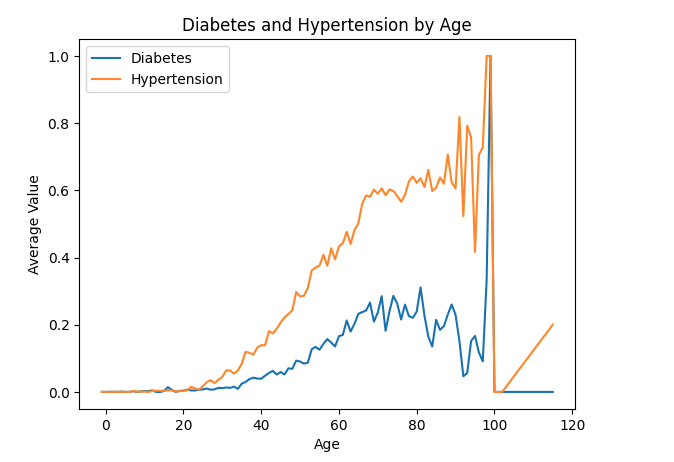 Diabetes and Hypertension by Age
Diabetes
Hypertension
1.0
0.8
0.6
0.4
0.2
0.0
Average Value
0 20 40 60 80 100 120
Age